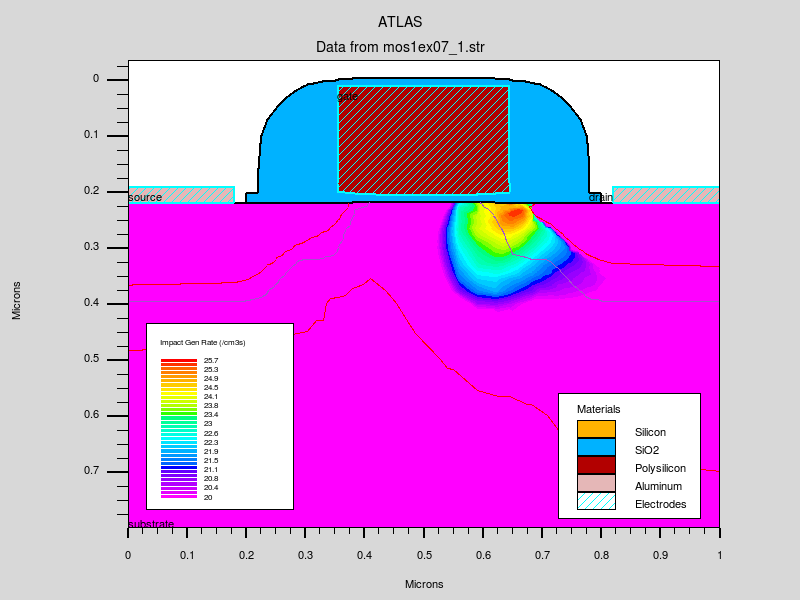 ATLAS
Data from mos1ex07_1.str
0
0.1
0.2
0.3
0.4
0.5
0.6
0.7
Microns
gate
source
drain
substrate
Impact Gen Rate (/cm3s)
25.7
25.3
24.9
24.5
24.1
23.8
23.4
23
22.6
22.3
21.9
21.5
21.1
20.8
20.4
20
Materials
Silicon
SiO2
Polysilicon
Aluminum
Electrodes
0 0.1 0.2 0.3 0.4 0.5 0.6 0.7 0.8 0.9 1
Microns